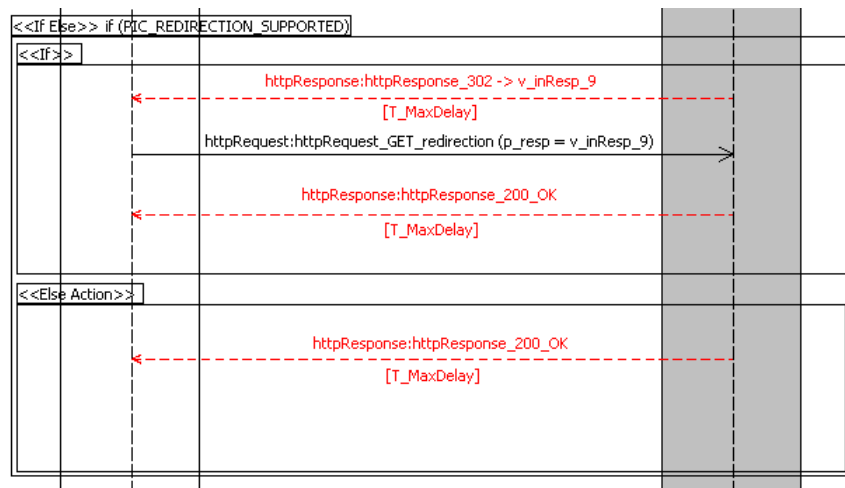 <<If Else>> if (PIC_REDIRECTION_SUPPORTED)
<<If>>
httpResponse:httpResponse_302 -> v_inResp_9
[T_MaxDelay]
httpRequest:httpRequest_GET_redirection (p_resp = v_inResp_9)
httpResponse:httpResponse_200_OK
[T_MaxDelay]
<<Else Action>>
httpResponse:httpResponse_200_OK
[T_MaxDelay]